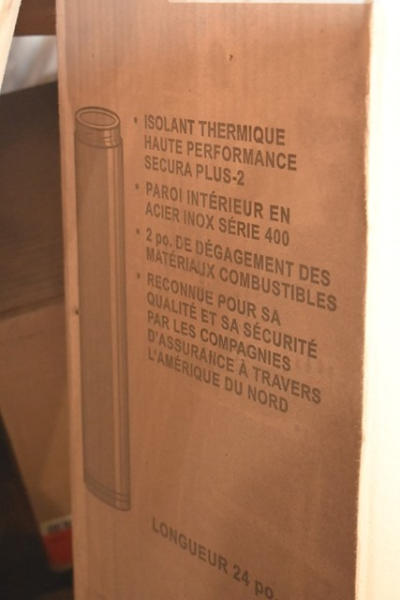 • ISOLANT THERMIQUE
HAUTE PERFORMANCE
SECURA PLUS-2
• PAROI INTÉRIEUR EN
ACIER INOX SÉRIE 400
• 2 po. DE DÉGAGEMENT DES
MATÉRIAUX COMBUSTIBLES
• RECONNUE POUR SA
QUALITÉ ET SA SÉCURITÉ
PAR LES COMPAGNIES
D'ASSURANCE À TRAVERS
L'AMÉRIQUE DU NORD
LONGUEUR 24 po.